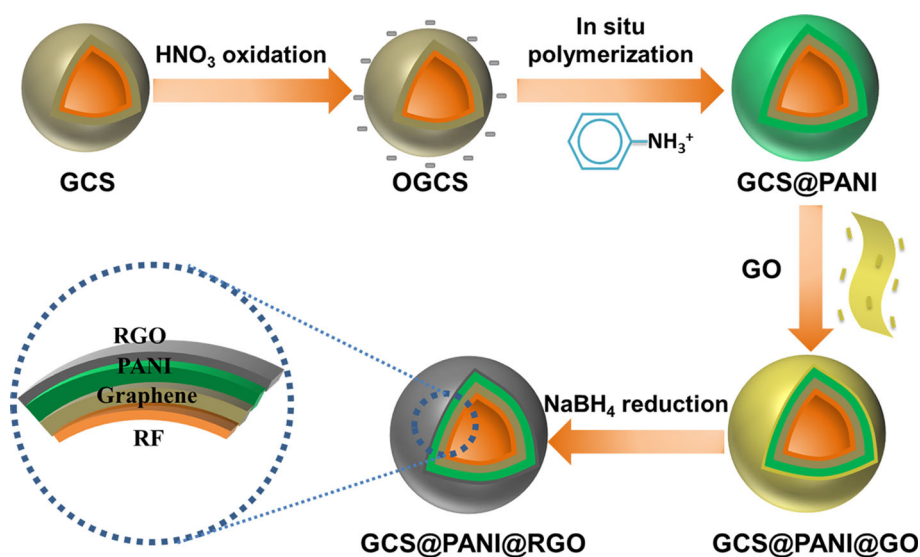 HNO₃ oxidation
In situ
polymerization
NH₃⁺
GCS
OGCS
GCS@PANI
GO
RGO
PANI
Graphene
RF
NaBH₄ reduction
GCS@PANI@RGO
GCS@PANI@GO